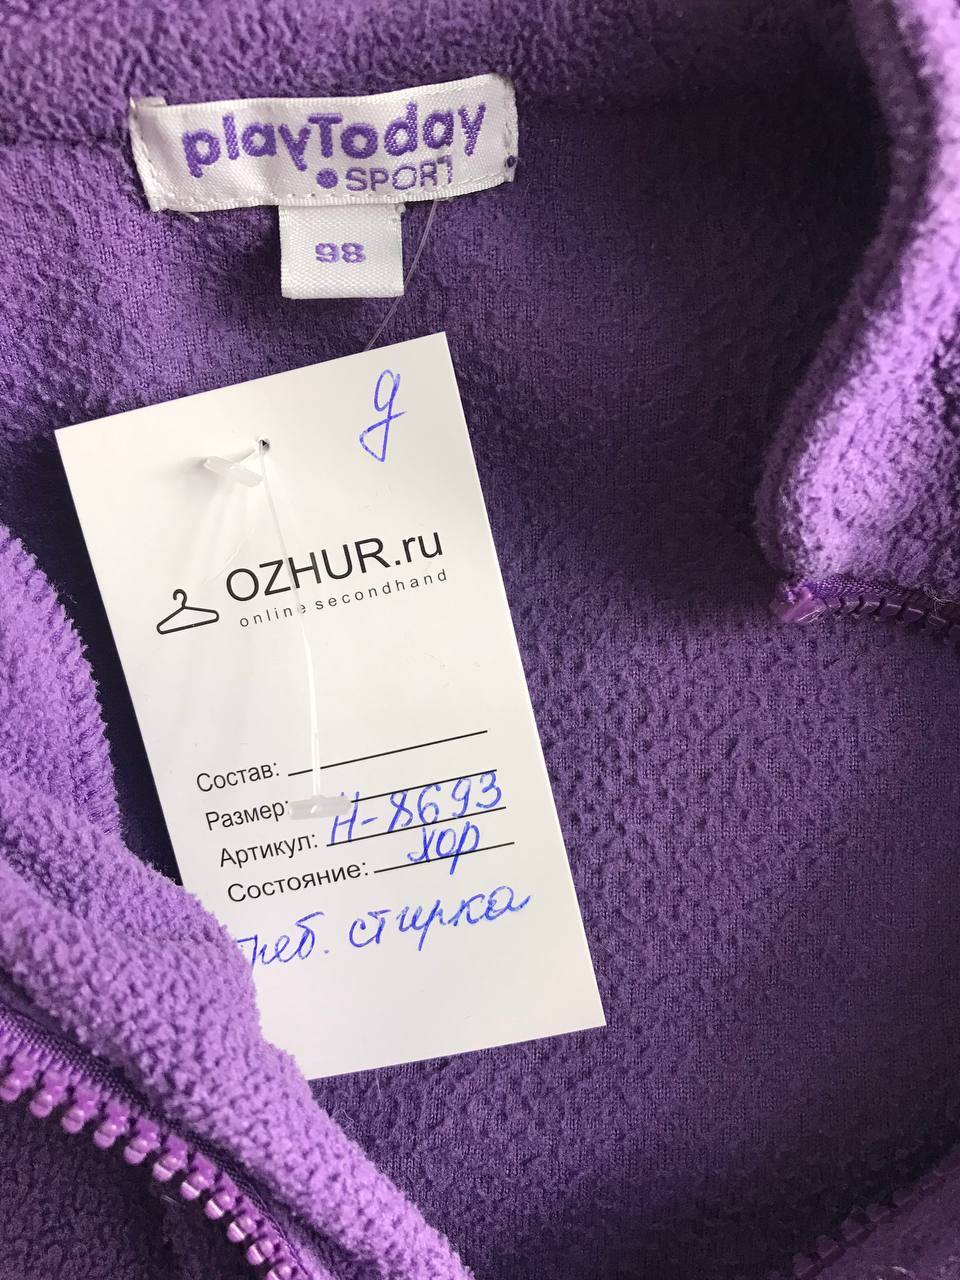 playToday
SPORT
98
g
OZHUR.ru
online secondhand
Состав:
Размер:
Артикул: Н-8693
Состояние: хор
треб. стирка